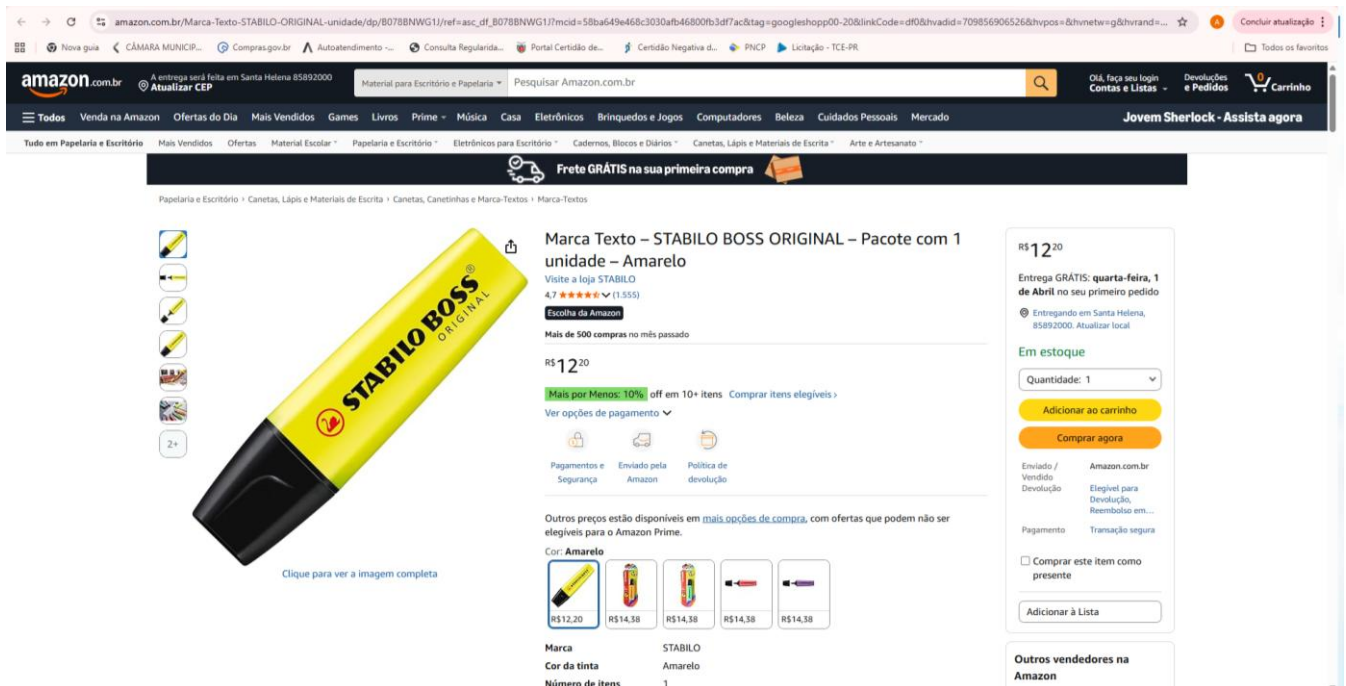 amazon.com.br/Marca-Texto-STABILO-ORIGINAL-unidade/dp/B078BNWG1J/ref=asc_df_B078BNWG1J?mcid=58ba649e468c3030afb46800fb3df7ac&tag=googleshopp00-20&linkCode=df0&hvadid=709856906526&hvpos=&hvnetw=g&hvrand=...
Concluir atualização
Nova guia CÂMARA MUNICIP... Compras.gov.br Autoatendimento -... Consulta Regularida... Portal Certidão de... Certidão Negativa d... PNCP Licitação - TCE-PR
Todos os favoritos
amazon.com.br
A entrega será feita em Santa Helena 85892000
Atualizar CEP
Material para Escritório e Papelaria
Pesquisar Amazon.com.br
Olá, faça seu login
Contas e Listas
Devoluções
e Pedidos
0
Carrinho
Todos Venda na Amazon Ofertas do Dia Mais Vendidos Games Livros Prime Música Casa Eletrônicos Brinquedos e Jogos Computadores Beleza Cuidados Pessoais Mercado
Jovem Sherlock - Assista agora
Tudo em Papelaria e Escritório Mais Vendidos Ofertas Material Escolar Papelaria e Escritório Eletrônicos para Escritório Cadernos, Blocos e Diários Canetas, Lápis e Materiais de Escrita Arte e Artesanato
Frete GRÁTIS na sua primeira compra
Papelaria e Escritório › Canetas, Lápis e Materiais de Escrita › Canetas, Canetinhas e Marca-Textos › Marca-Textos
2+
STABILO BOSS®
ORIGINAL
Clique para ver a imagem completa
Marca Texto – STABILO BOSS ORIGINAL – Pacote com 1
unidade – Amarelo
Visite a loja STABILO
4,7 (1.555)
Escolha da Amazon
Mais de 500 compras no mês passado
R$1220
Mais por Menos: 10% off em 10+ itens Comprar itens elegíveis ›
Ver opções de pagamento
Pagamentos e
Segurança
Enviado pela
Amazon
Política de
devolução
Outros preços estão disponíveis em mais opções de compra, com ofertas que podem não ser
elegíveis para o Amazon Prime.
Cor: Amarelo
R$12,20 R$14,38 R$14,38 R$14,38 R$14,38
Marca STABILO
Cor da tinta Amarelo
Número de itens 1
R$1220
Entrega GRÁTIS: quarta-feira, 1
de Abril no seu primeiro pedido
Entregando em Santa Helena,
85892000. Atualizar local
Em estoque
Quantidade: 1
Adicionar ao carrinho
Comprar agora
Enviado /
Vendido
Amazon.com.br
Devolução
Elegível para
Devolução,
Reembolso em...
Pagamento Transação segura
Comprar este item como
presente
Adicionar à Lista
Outros vendedores na
Amazon